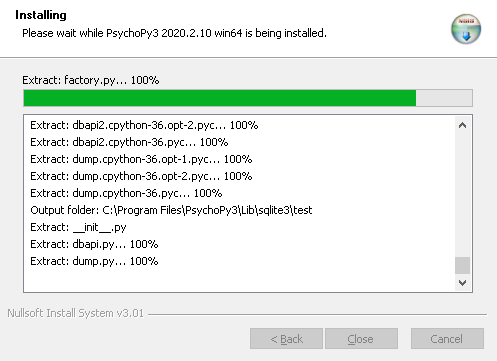 Installing
Please wait while PsychoPy3 2020.2.10 win64 is being installed.
Extract: factory.py... 100%
Extract: dbapi2.cpython-36.opt-2.pyc... 100%
Extract: dbapi2.cpython-36.pyc... 100%
Extract: dump.cpython-36.opt-1.pyc... 100%
Extract: dump.cpython-36.opt-2.pyc... 100%
Extract: dump.cpython-36.pyc... 100%
Output folder: C:\Program Files\PsychoPy3\Lib\sqlite3\test
Extract: __init__.py
Extract: dbapi.py... 100%
Extract: dump.py... 100%
Nullsoft Install System v3.01
< Back
Close
Cancel